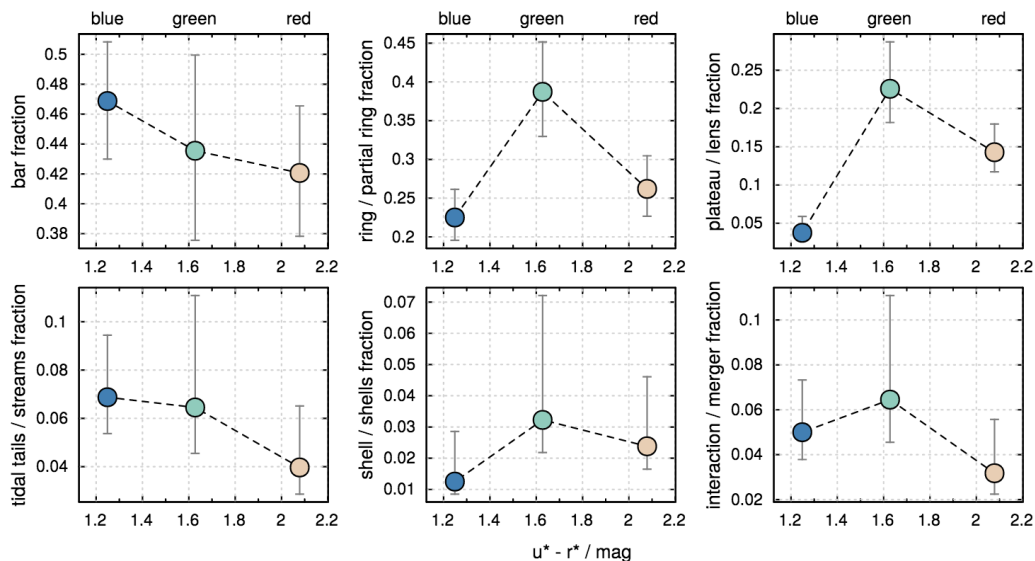 blue green red
blue green red
blue green red
bar fraction
0.5
0.48
0.46
0.44
0.42
0.4
0.38
1.2 1.4 1.6 1.8 2 2.2
ring / partial ring fraction
0.45
0.4
0.35
0.3
0.25
0.2
1.2 1.4 1.6 1.8 2 2.2
plateau / lens fraction
0.25
0.2
0.15
0.1
0.05
1.2 1.4 1.6 1.8 2 2.2
tidal tails / streams fraction
0.1
0.08
0.06
0.04
1.2 1.4 1.6 1.8 2 2.2
shell / shells fraction
0.07
0.06
0.05
0.04
0.03
0.02
0.01
1.2 1.4 1.6 1.8 2 2.2
interaction / merger fraction
0.1
0.08
0.06
0.04
0.02
1.2 1.4 1.6 1.8 2 2.2
u* - r* / mag